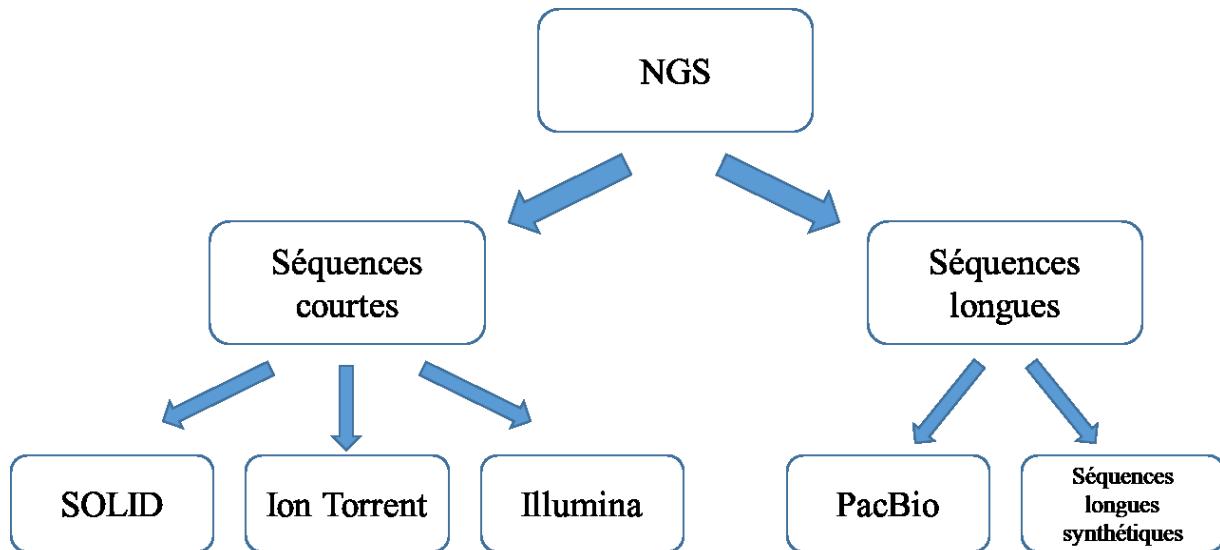 NGS
Séquences
courtes
Séquences
longues
SOLID
Ion Torrent
Illumina
PacBio
Séquences
longues
synthétiques